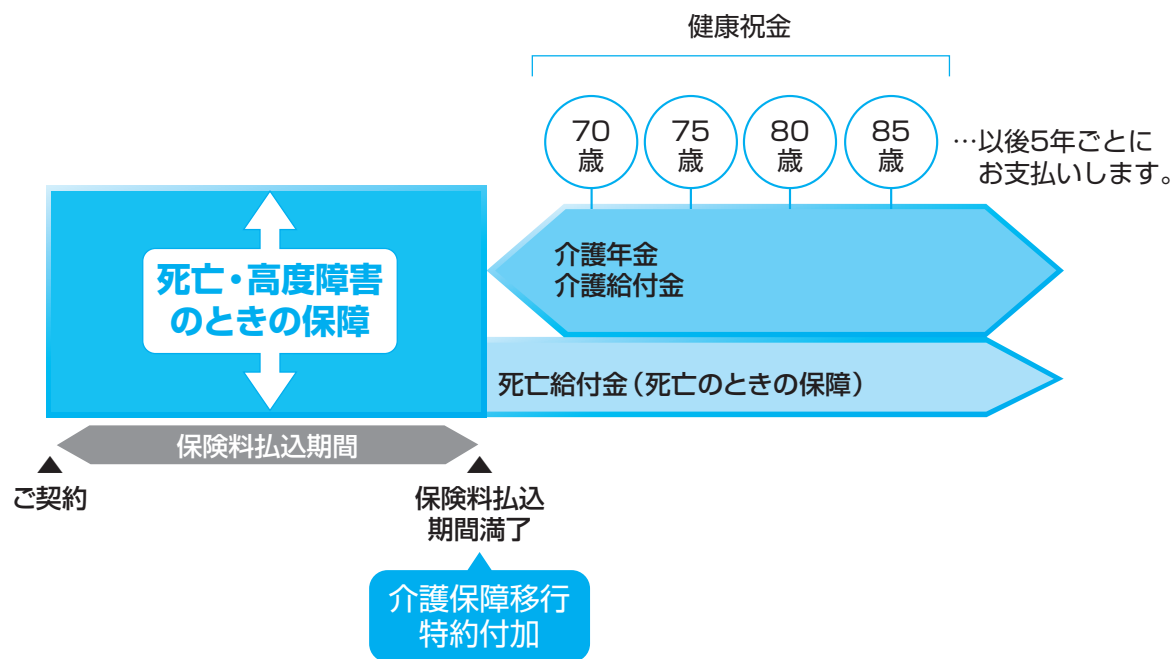 健康祝金
70
歳
75
歳
80
歳
85
歳
…以後5年ごとに
お支払いします。
死亡・高度障害
のときの保障
介護年金
介護給付金
死亡給付金（死亡のときの保障）
保険料払込期間
ご契約
保険料払込
期間満了
介護保障移行
特約付加